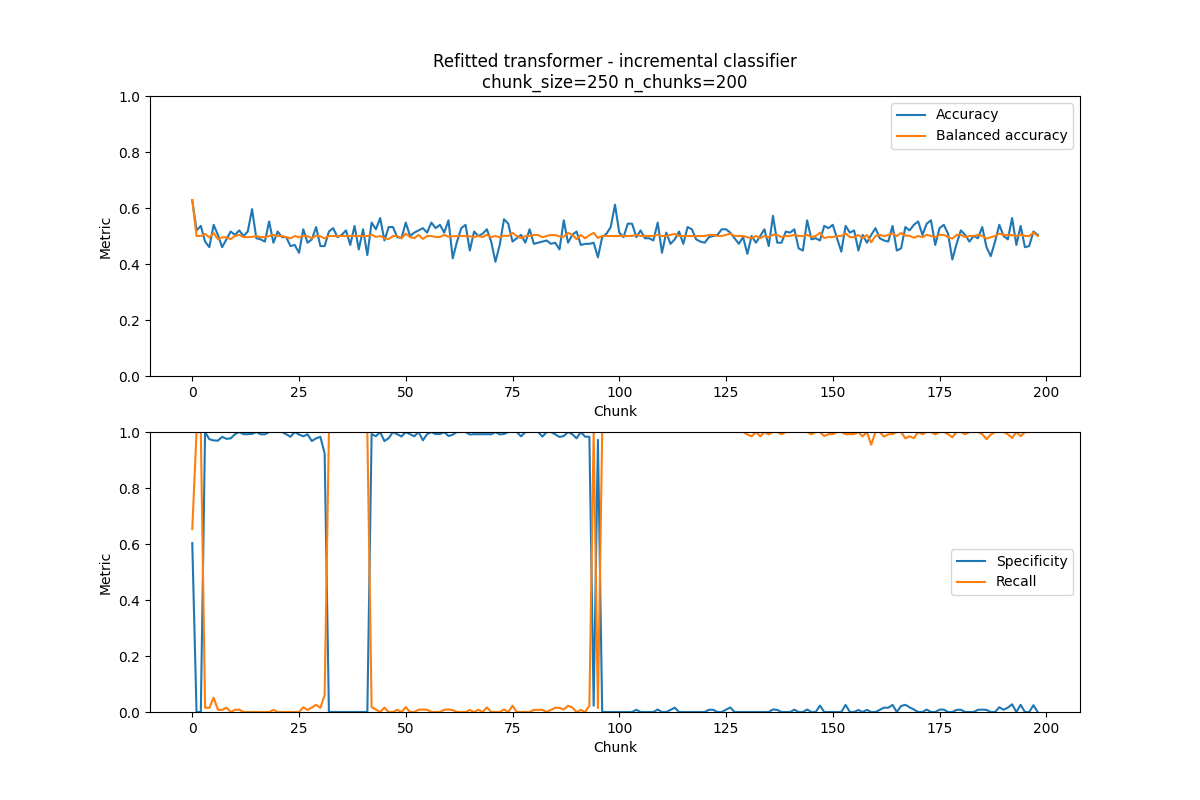 Refitted transformer - incremental classifier
chunk_size=250 n_chunks=200
1.0
0.8
0.6
0.4
0.2
0.0
Metric
Accuracy
Balanced accuracy
0 25 50 75 100 125 150 175 200
Chunk
1.0
0.8
0.6
0.4
0.2
0.0
Metric
Specificity
Recall
0 25 50 75 100 125 150 175 200
Chunk